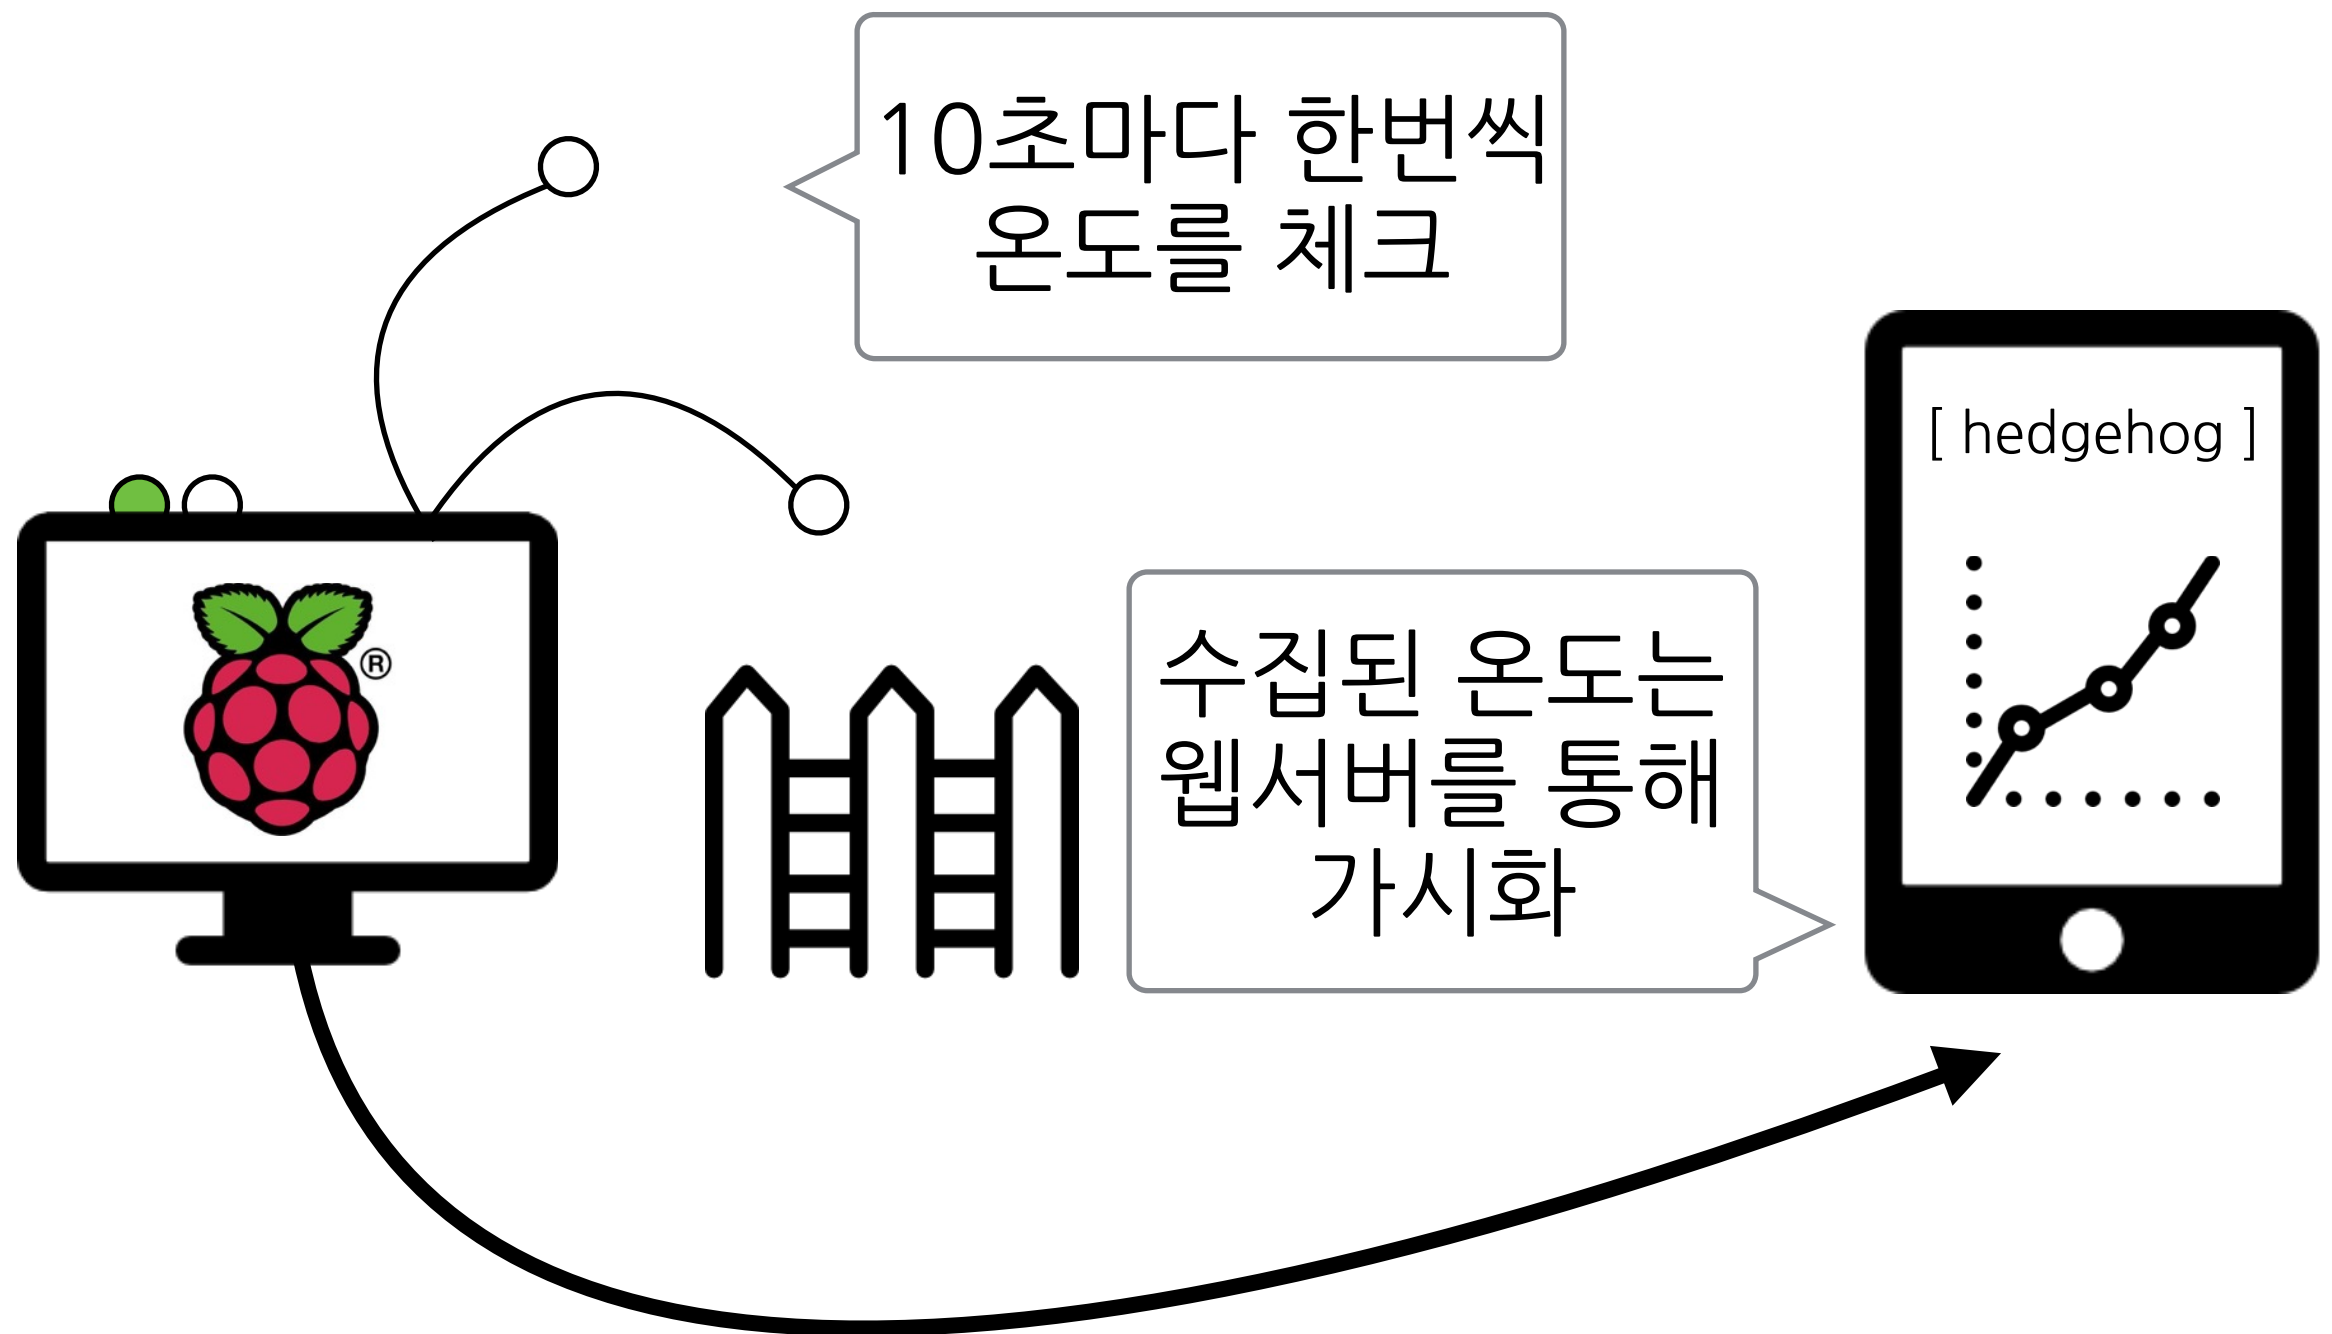 10초마다 한번씩
온도를 체크
[ hedgehog ]
®
수집된 온도는
웹서버를 통해
가시화